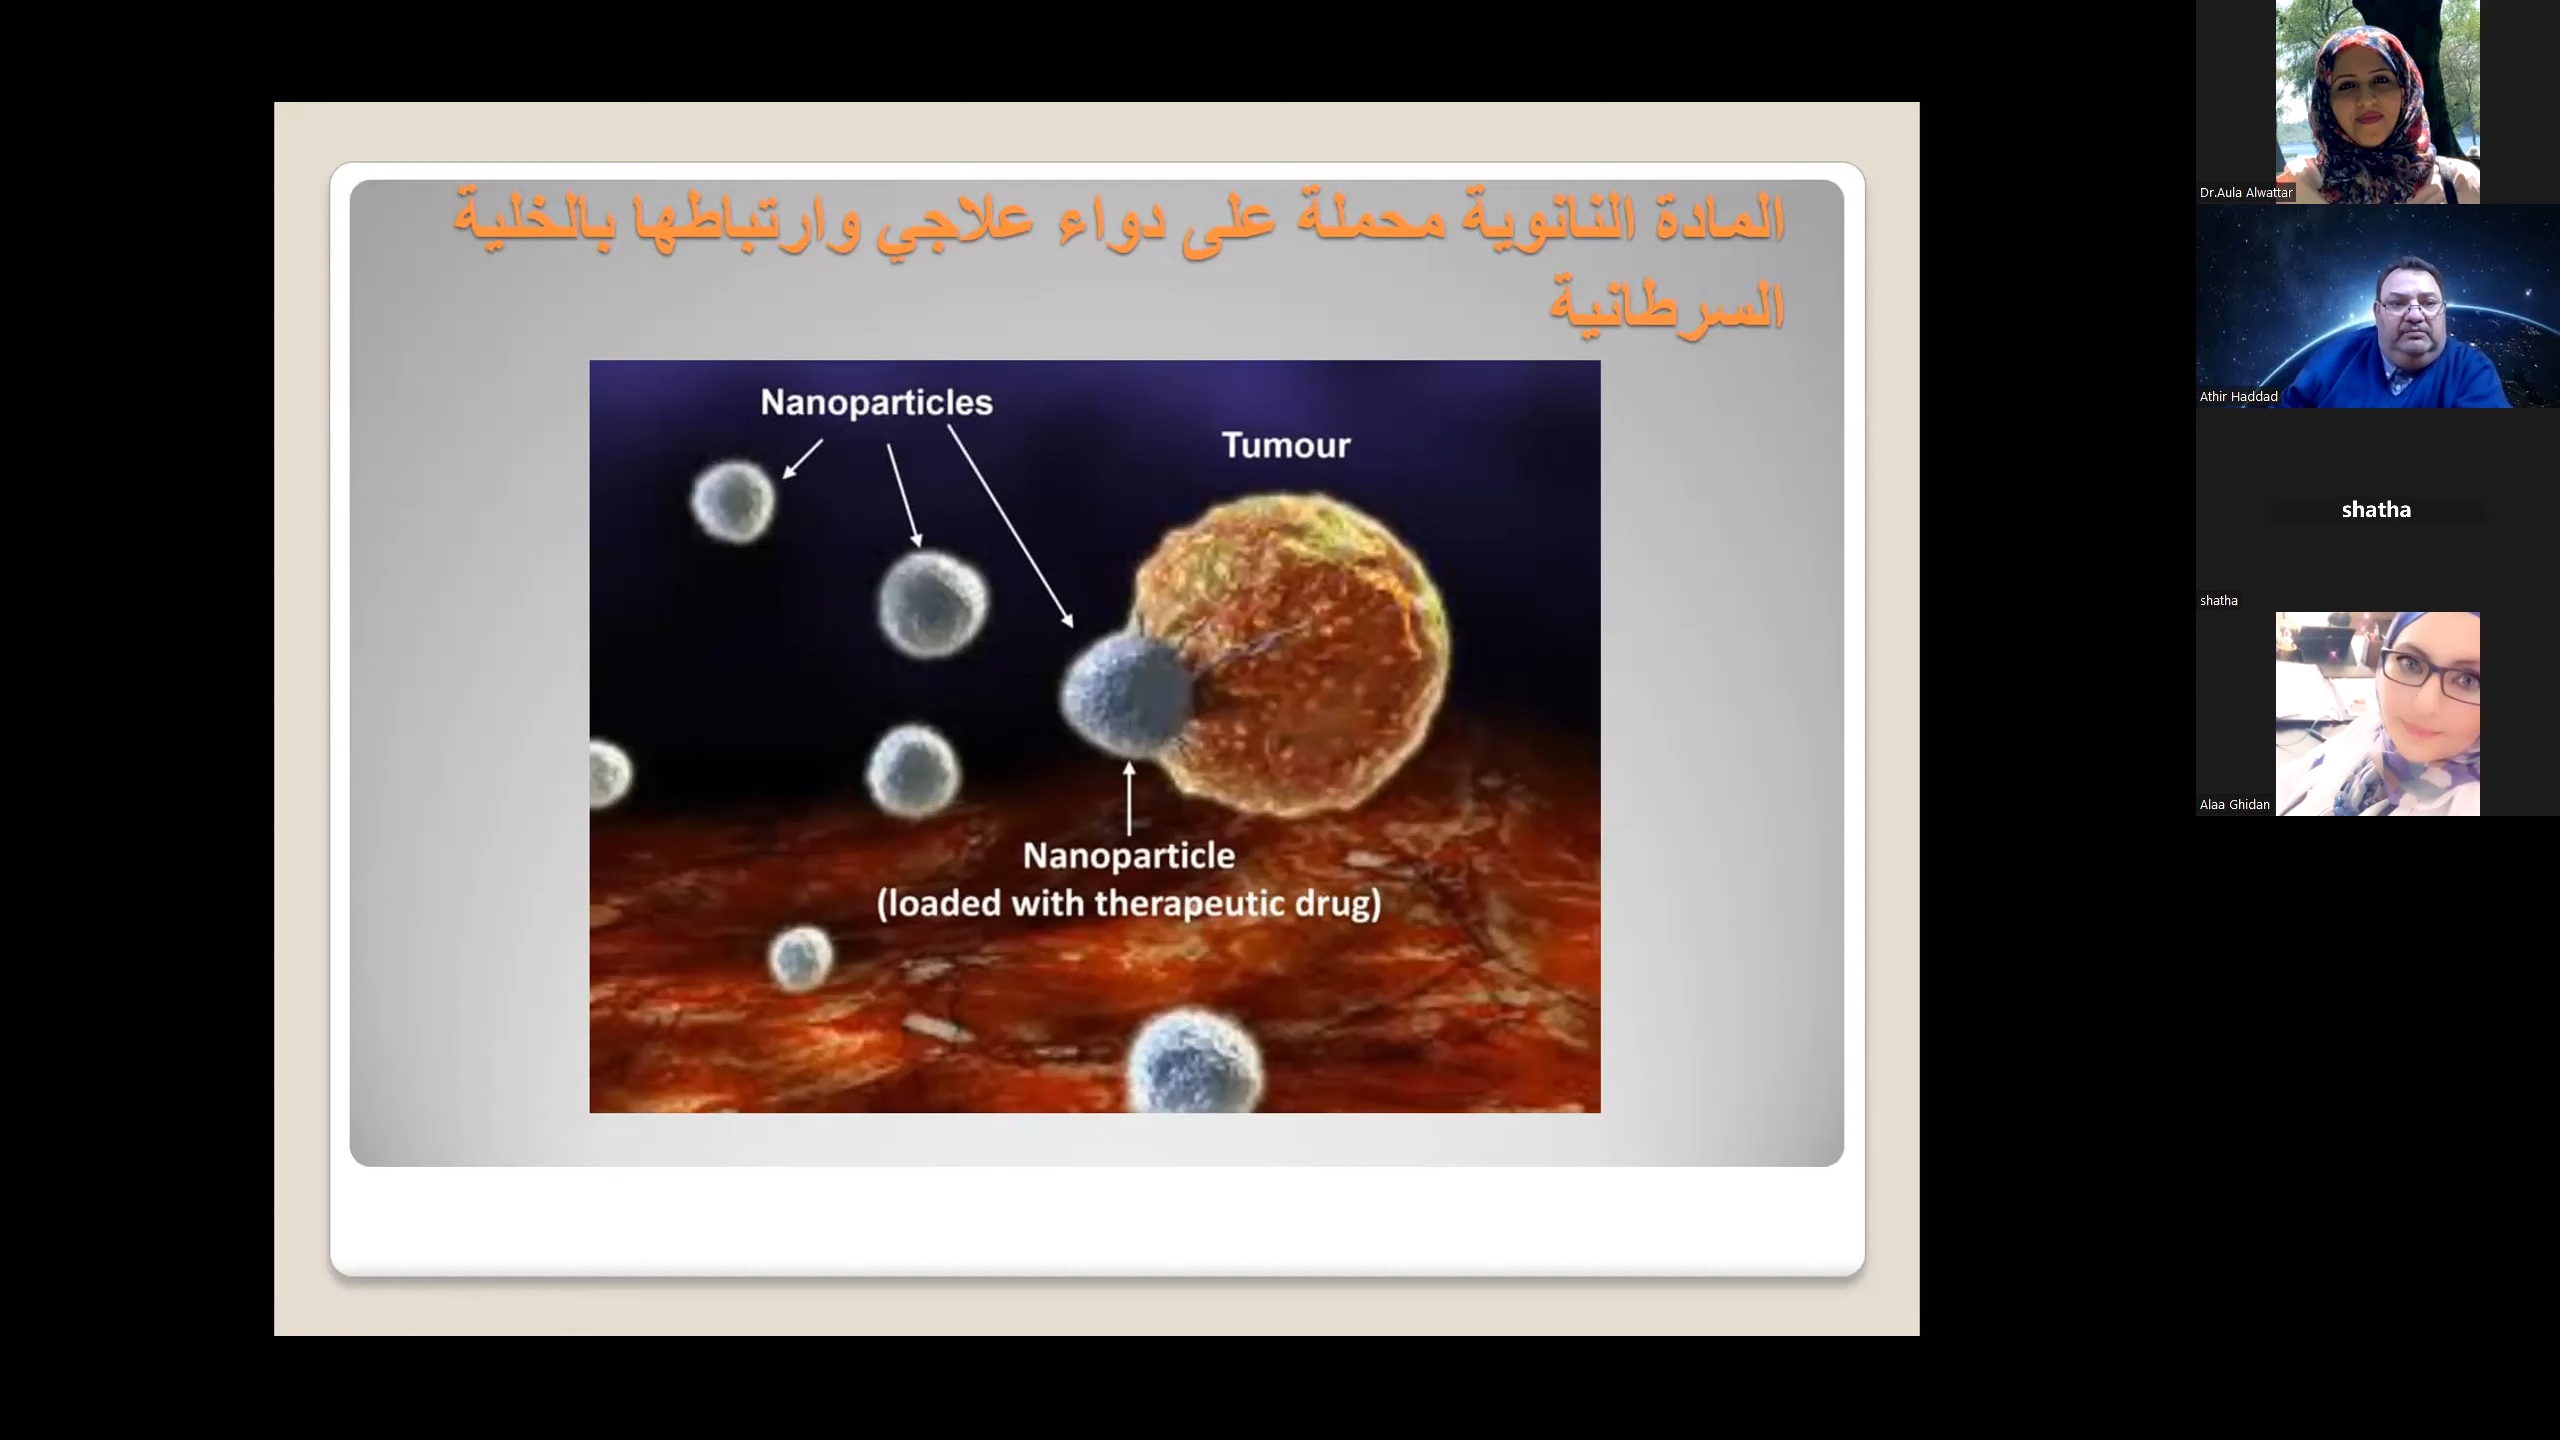 المادة النانوية محملة على دواء علاجي وارتباطها بالخلية
السرطانية
Nanoparticles
Tumour
Nanoparticle
(loaded with therapeutic drug)
Dr.Aula Alwattar
Athir Haddad
shatha
shatha
Alaa Ghidan